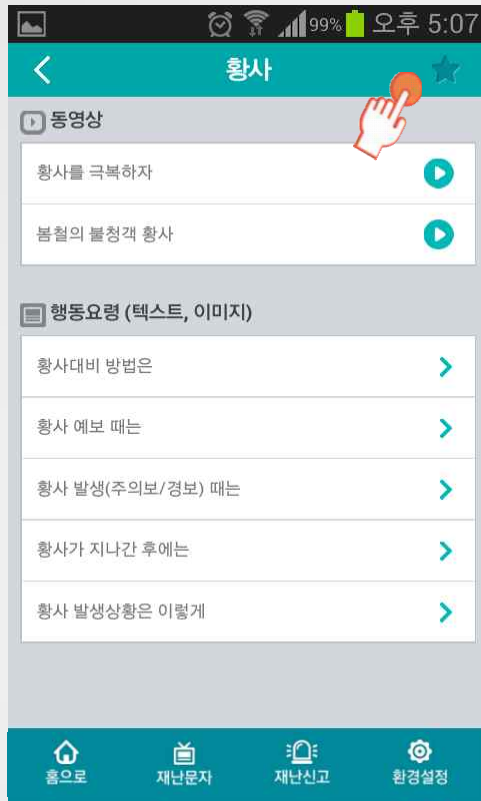 99% 오후 5:07
황사
동영상
황사를 극복하자
봄철의 불청객 황사
행동요령 (텍스트, 이미지)
황사대비 방법은
황사 예보 때는
황사 발생(주의보/경보) 때는
황사가 지나간 후에는
황사 발생상황은 이렇게
홈으로 재난문자 재난신고 환경설정